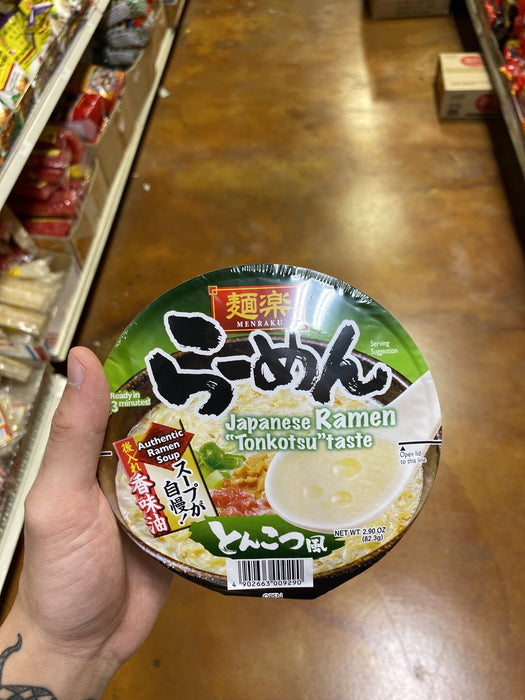 麺楽
MENRAKU
らーめん
Serving
Suggestion
Ready in
3 minutes!
Japanese Ramen
"Tonkotsu" taste
Authentic
Ramen
Soup
後入れ
香味油
スープが
自慢!
Open lid
to this line
とんこつ風
NET WT. 2.90 OZ
(82.3g)
4 902663 009290
OPEN